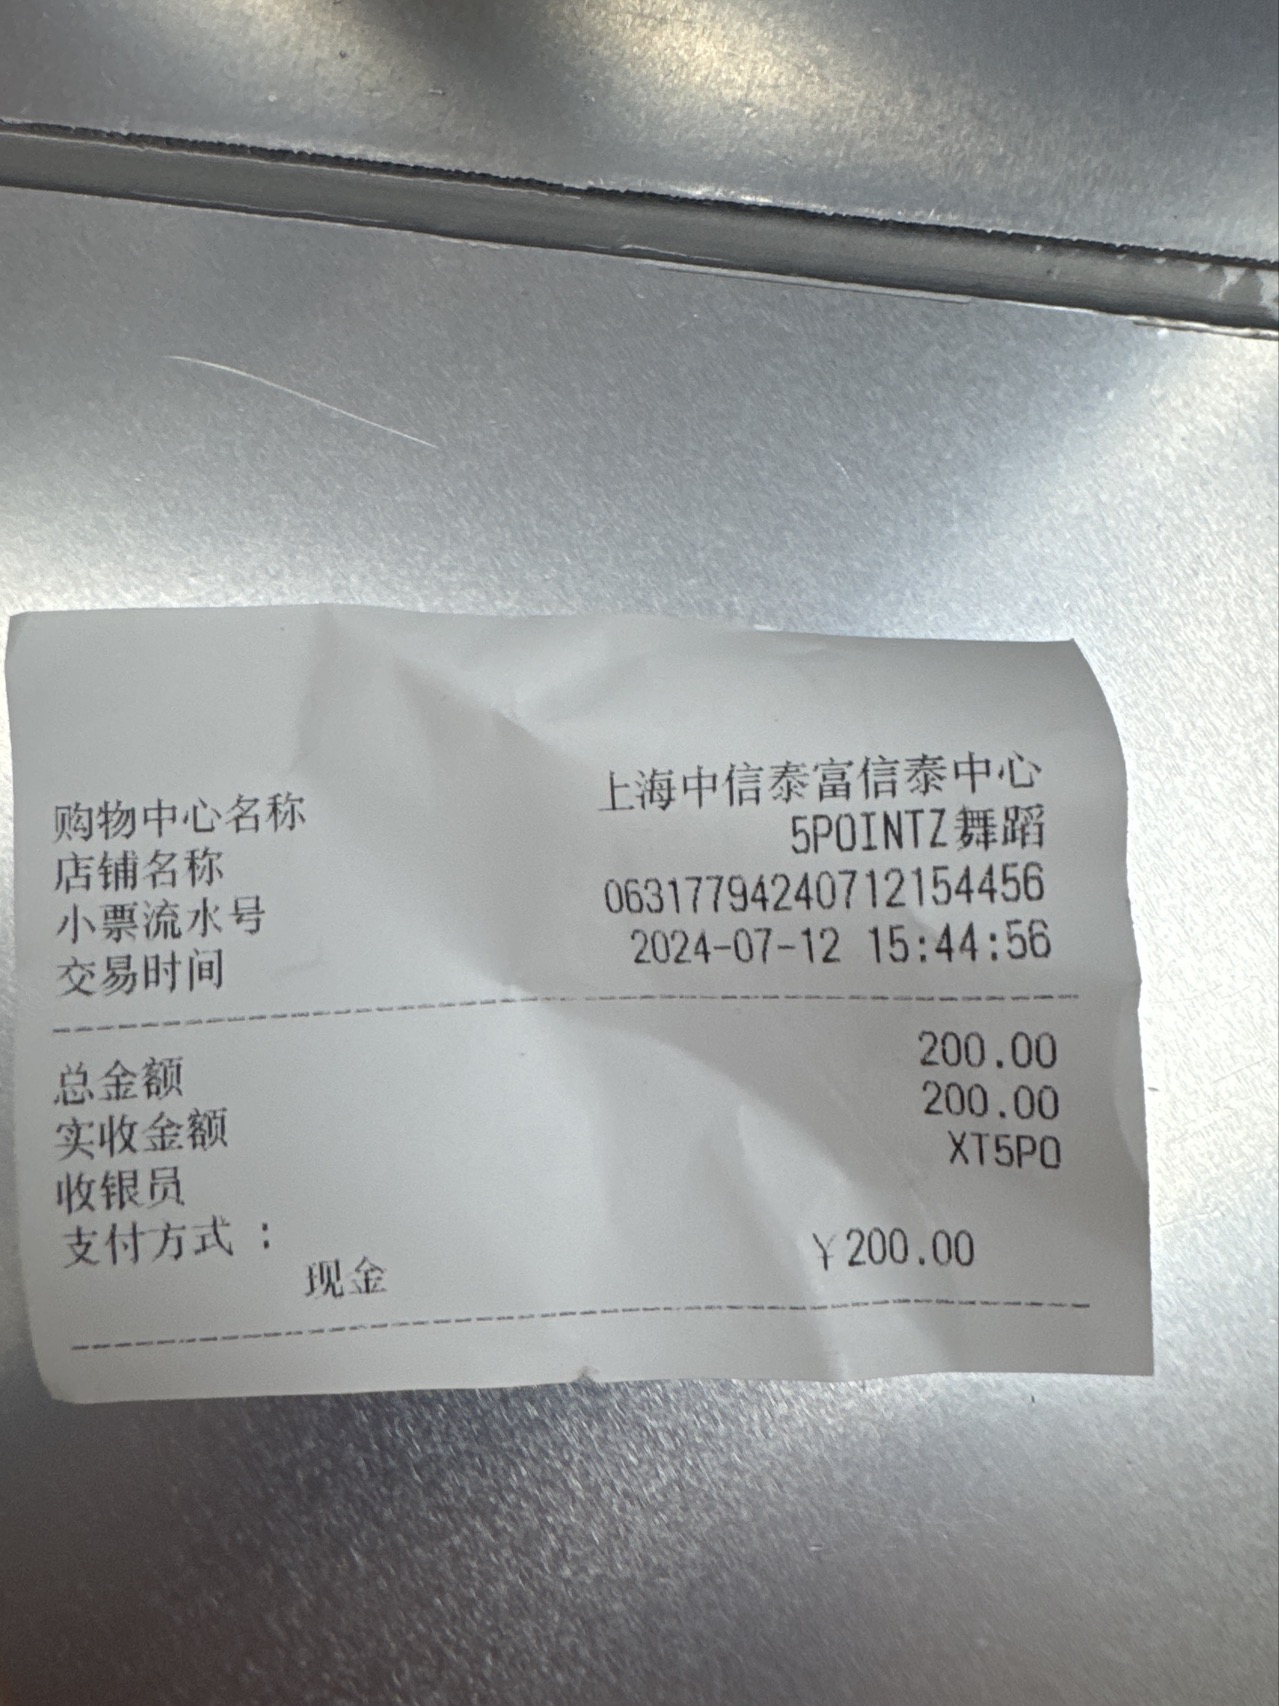 购物中心名称 上海中信泰富信泰中心
店铺名称 5POINTZ舞蹈
小票流水号 06317794240712154456
交易时间 2024-07-12 15:44:56
总金额 200.00
实收金额 200.00
收银员 XT5PO
支付方式：
现金 ¥200.00